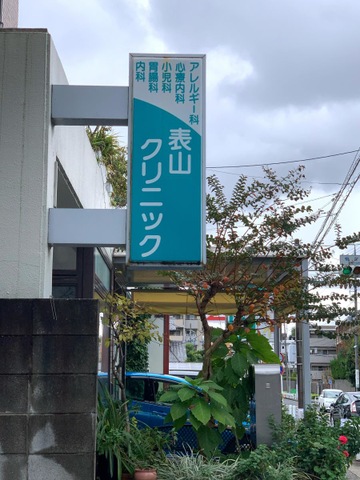 アレルギー科
心療内科
小児科
胃腸科
内科
表山
クリニック